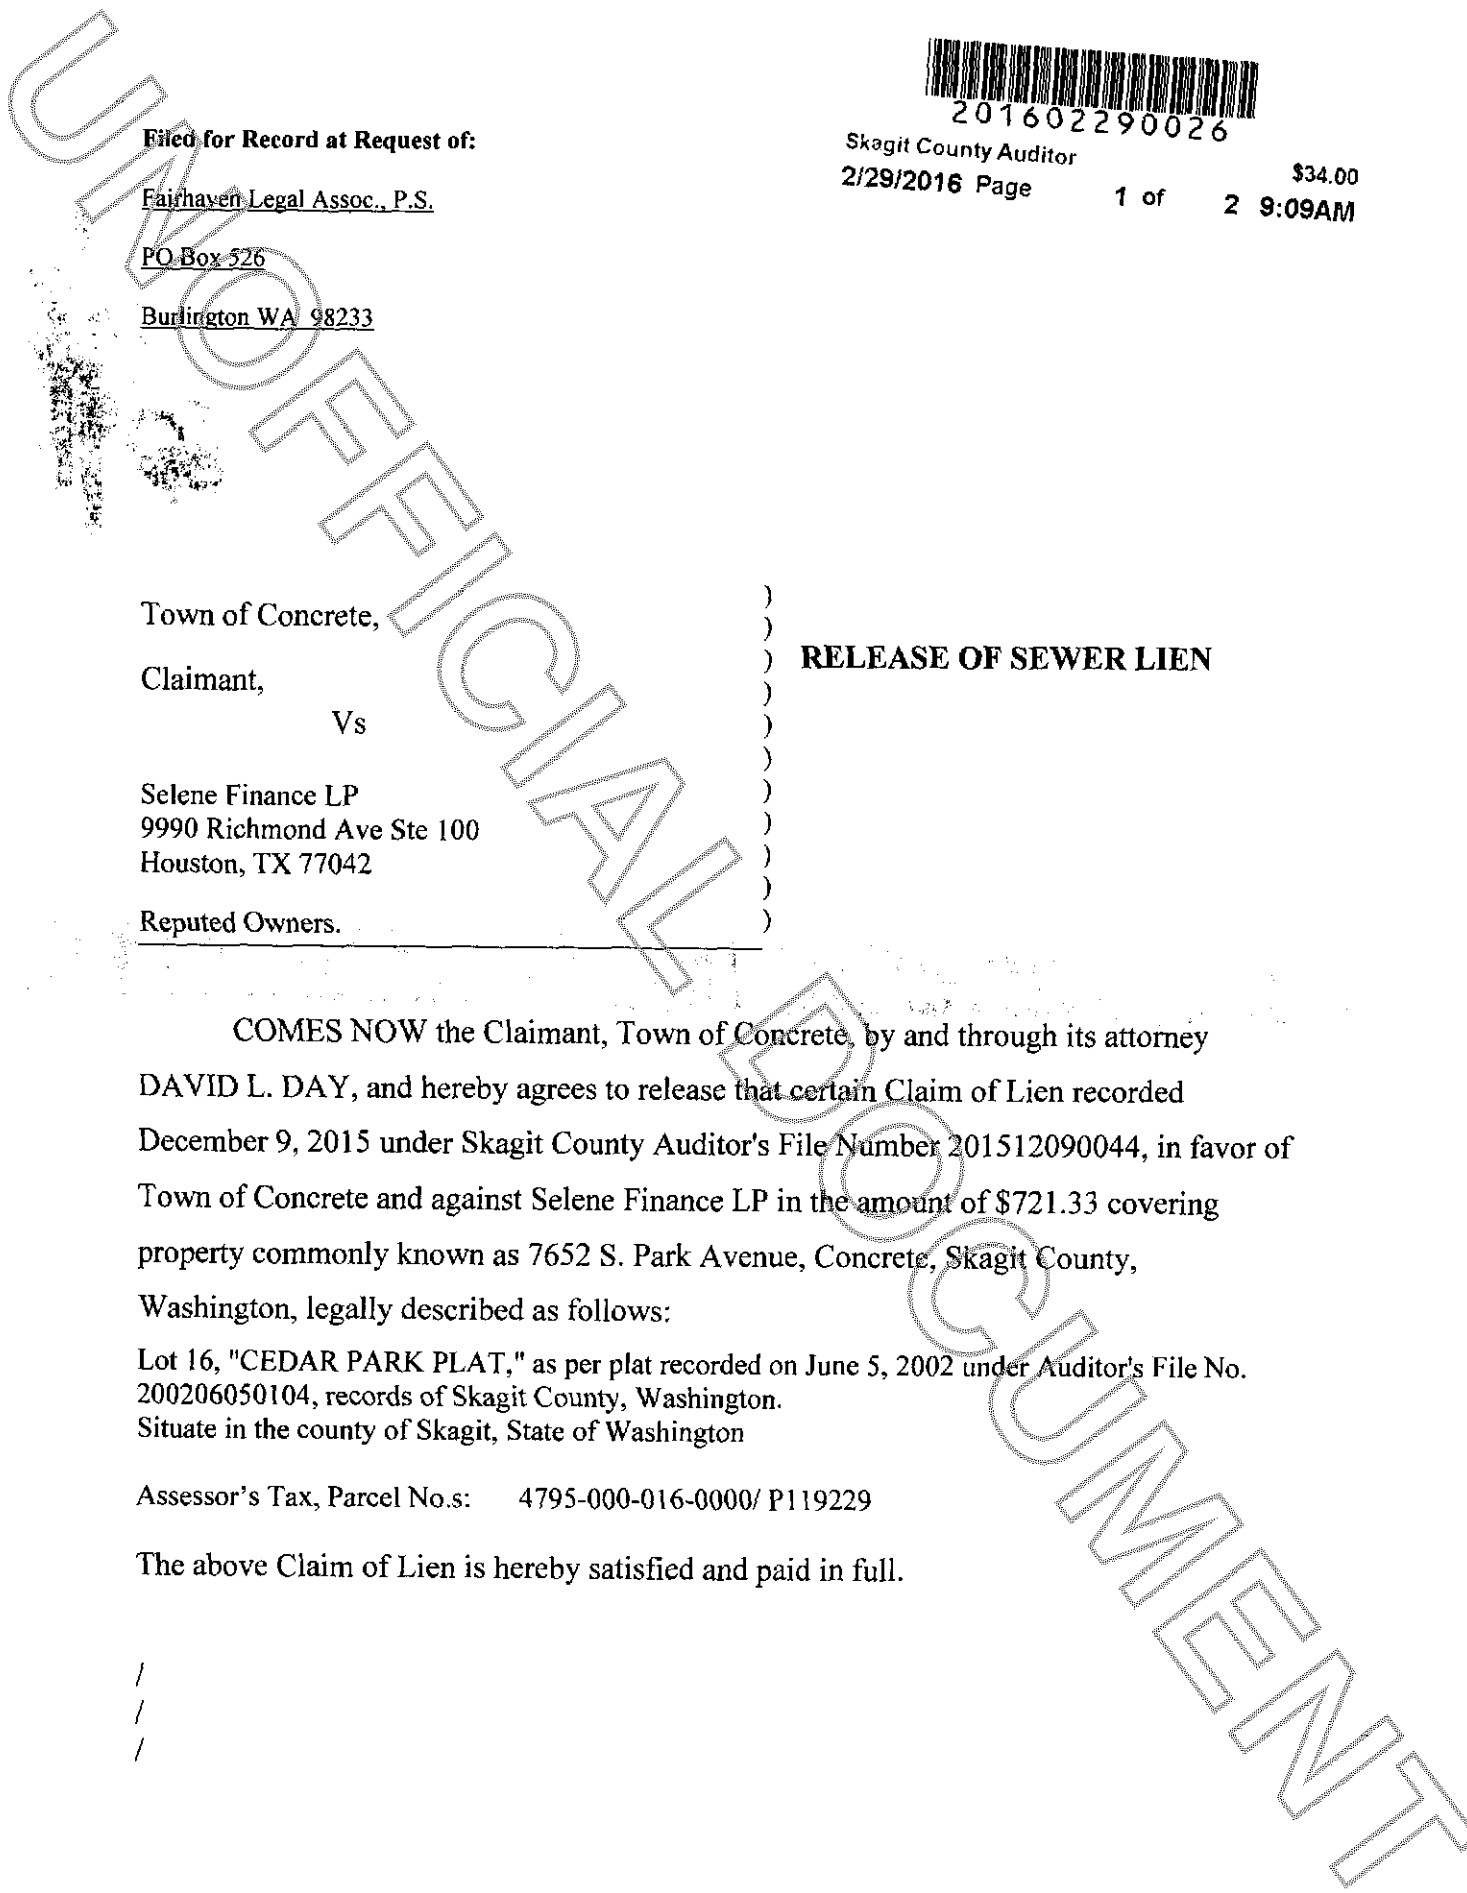 201602290026
Skagit County Auditor
$34.00
2/29/2016 Page 1 of 2 9:09AM
Filed for Record at Request of:
Fairhaven Legal Assoc., P.S.
PO Box 526
Burlington WA 98233
Town of Concrete,
Claimant,
Vs
Selene Finance LP
9990 Richmond Ave Ste 100
Houston, TX 77042
Reputed Owners.
)
)
)
)
)
)
)
)
)
)
)
RELEASE OF SEWER LIEN
COMES NOW the Claimant, Town of Concrete, by and through its attorney
DAVID L. DAY, and hereby agrees to release that certain Claim of Lien recorded
December 9, 2015 under Skagit County Auditor's File Number 201512090044, in favor of
Town of Concrete and against Selene Finance LP in the amount of $721.33 covering
property commonly known as 7652 S. Park Avenue, Concrete, Skagit County,
Washington, legally described as follows:
Lot 16, "CEDAR PARK PLAT," as per plat recorded on June 5, 2002 under Auditor's File No.
200206050104, records of Skagit County, Washington.
Situate in the county of Skagit, State of Washington
Assessor’s Tax, Parcel No.s: 4795-000-016-0000/ P119229
The above Claim of Lien is hereby satisfied and paid in full.
/
/
/
UNOFFICIAL DOCUMENT